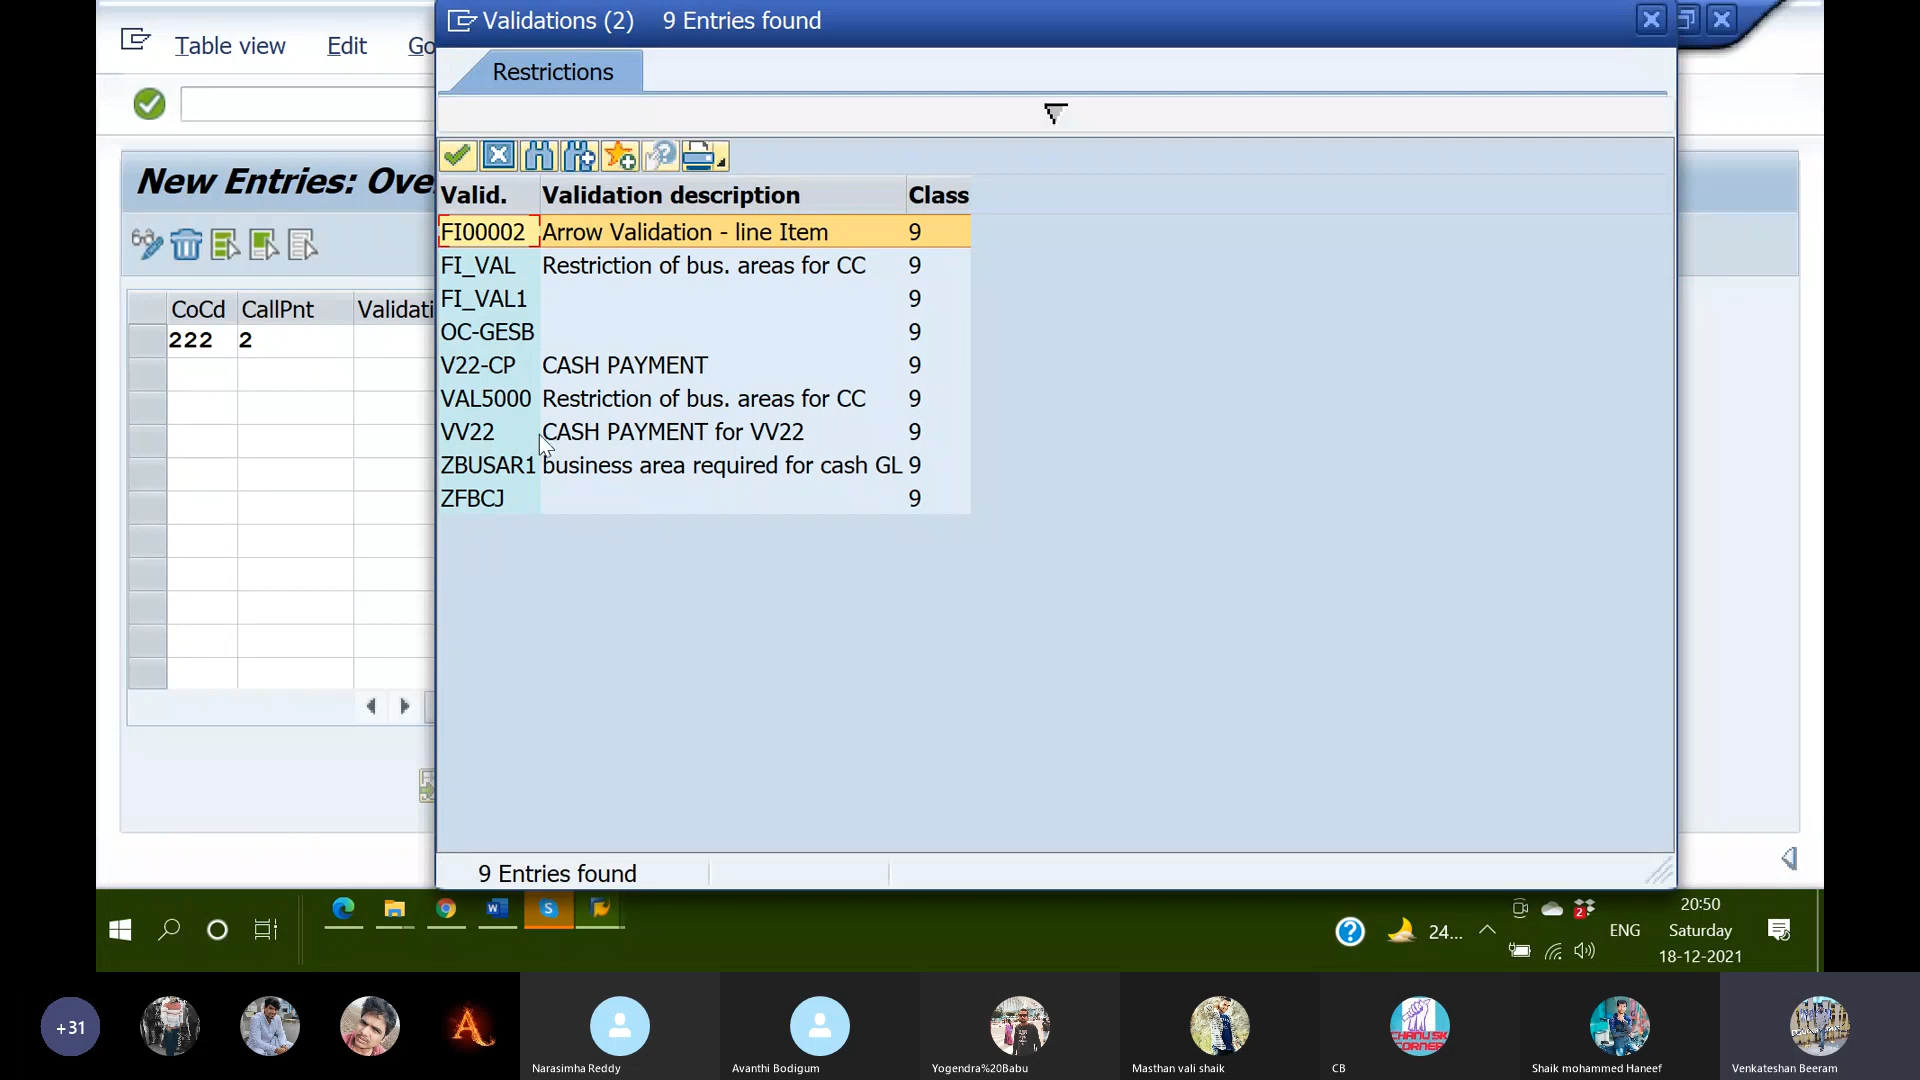 Validations (2) 9 Entries found
Table view Edit Go
Restrictions
New Entries: Ove
Valid. Validation description Class
FI00002 Arrow Validation - line Item 9
FI_VAL Restriction of bus. areas for CC 9
FI_VAL1 9
OC-GESB 9
V22-CP CASH PAYMENT 9
VAL5000 Restriction of bus. areas for CC 9
VV22 CASH PAYMENT for VV22 9
ZBUSAR1 business area required for cash GL 9
ZFBCJ 9
CoCd CallPnt Validati
222 2
9 Entries found
24... 2 ENG
20:50
Saturday
18-12-2021
+31
Narasimha Reddy
Avanthi Bodigum
Yogendra%20Babu
Masthan vali shaik
CB
Shaik mohammed Haneef
Venkateshan Beeram